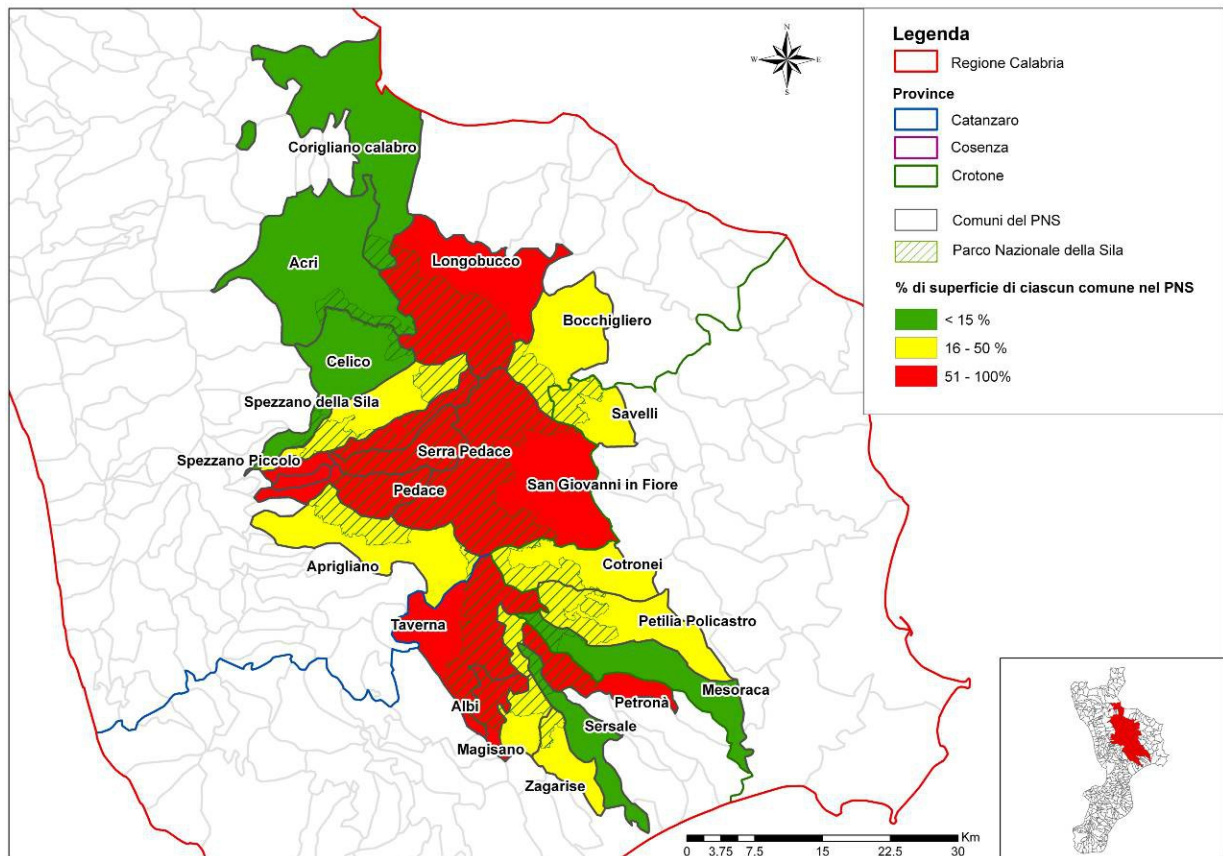 N
W E
S
Legenda
Regione Calabria
Province
Catanzaro
Cosenza
Crotone
Comuni del PNS
Parco Nazionale della Sila
% di superficie di ciascun comune nel PNS
< 15 %
16 - 50 %
51 - 100%
Corigliano calabro
Acri
Longobucco
Bocchigliero
Celico
Spezzano della Sila
Savelli
Serra Pedace
Spezzano Piccolo
Pedace
San Giovanni in Fiore
Aprigliano
Cotronei
Taverna
Petilia Policastro
Mesoraca
Albi
Petronà
Sersale
Magisano
Zagarise
Km
0 3.75 7.5 15 22.5 30